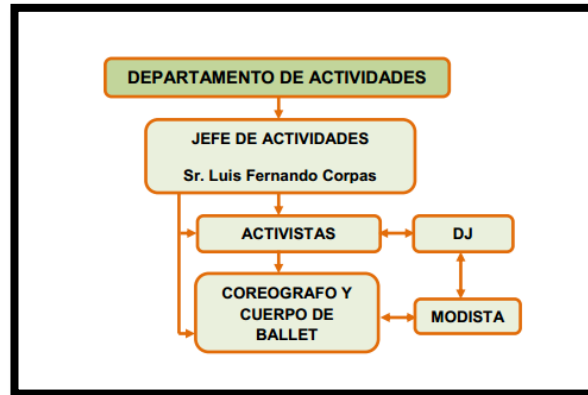 DEPARTAMENTO DE ACTIVIDADES
JEFE DE ACTIVIDADES
Sr. Luis Fernando Corpas
ACTIVISTAS
DJ
COREOGRAFO Y
CUERPO DE
BALLET
MODISTA